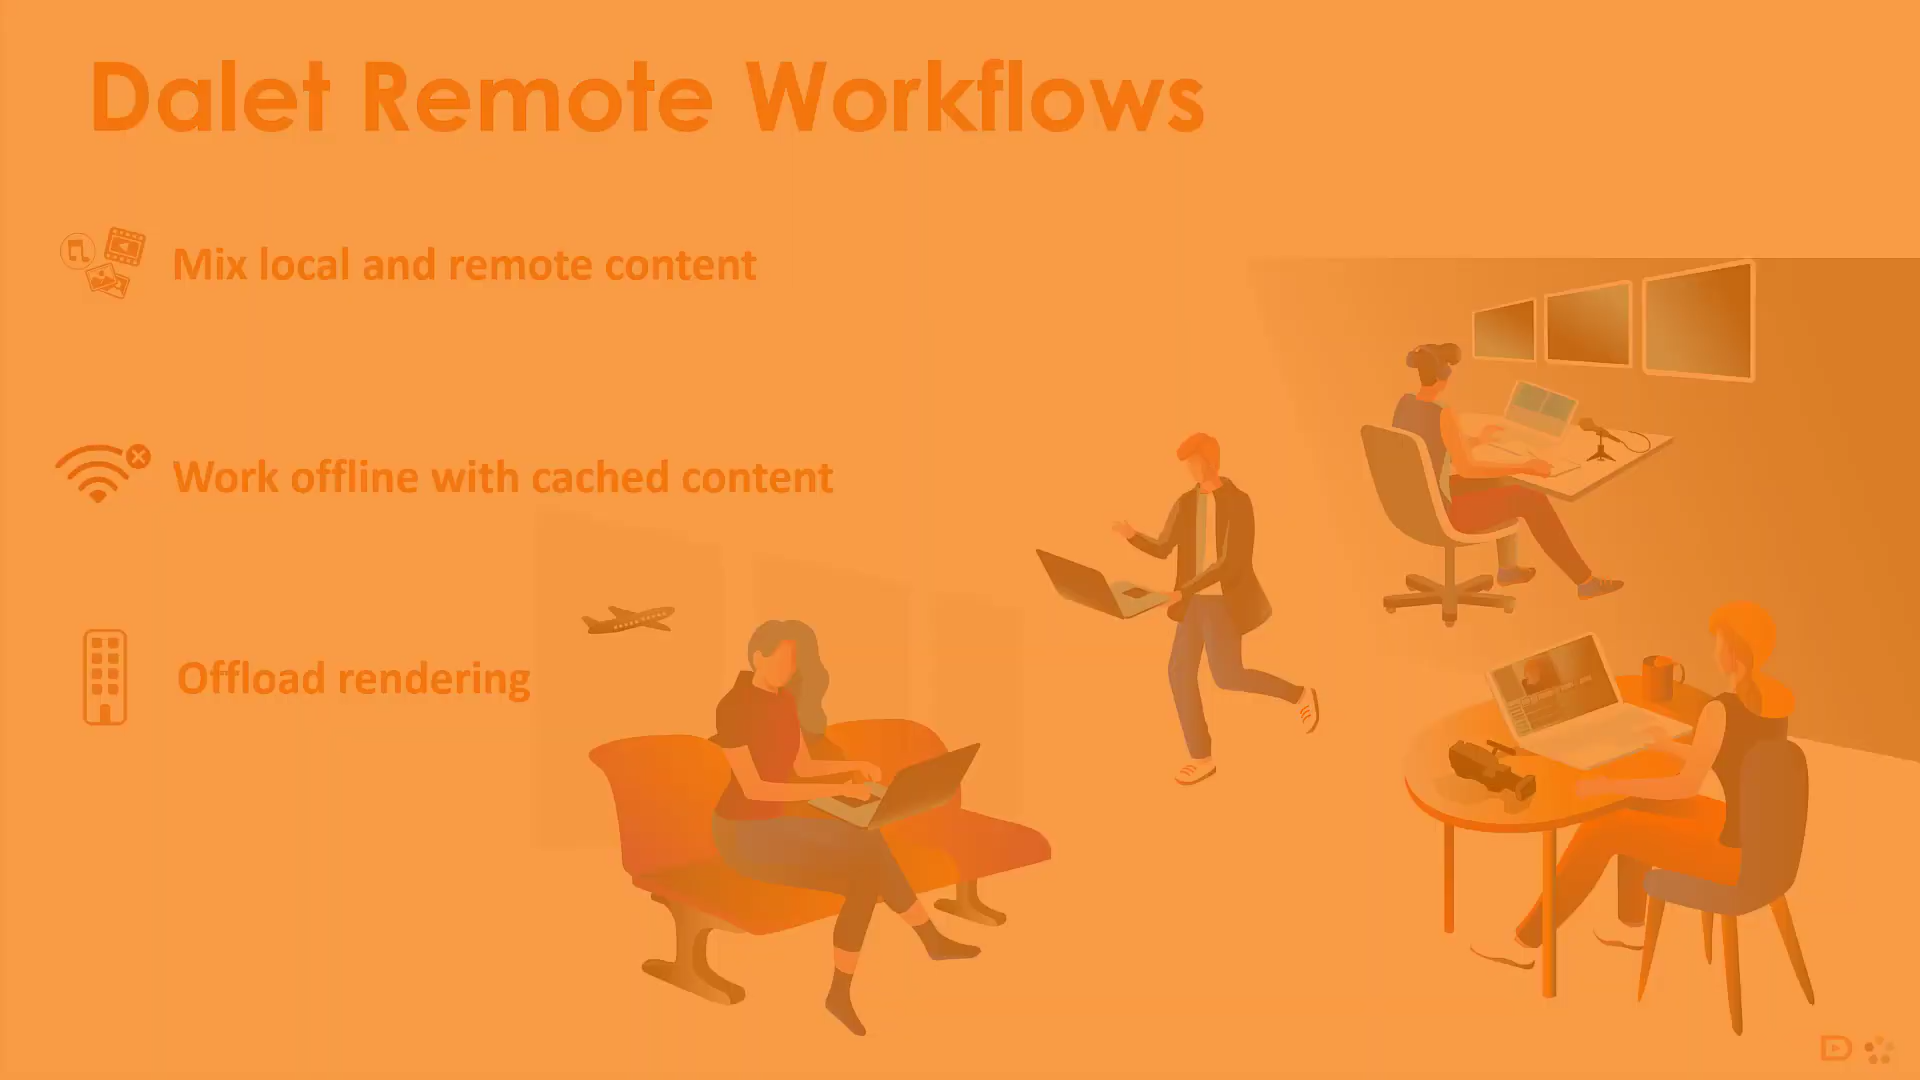 Dalet Remote Workflows
Mix local and remote content
Work offline with cached content
Offload rendering